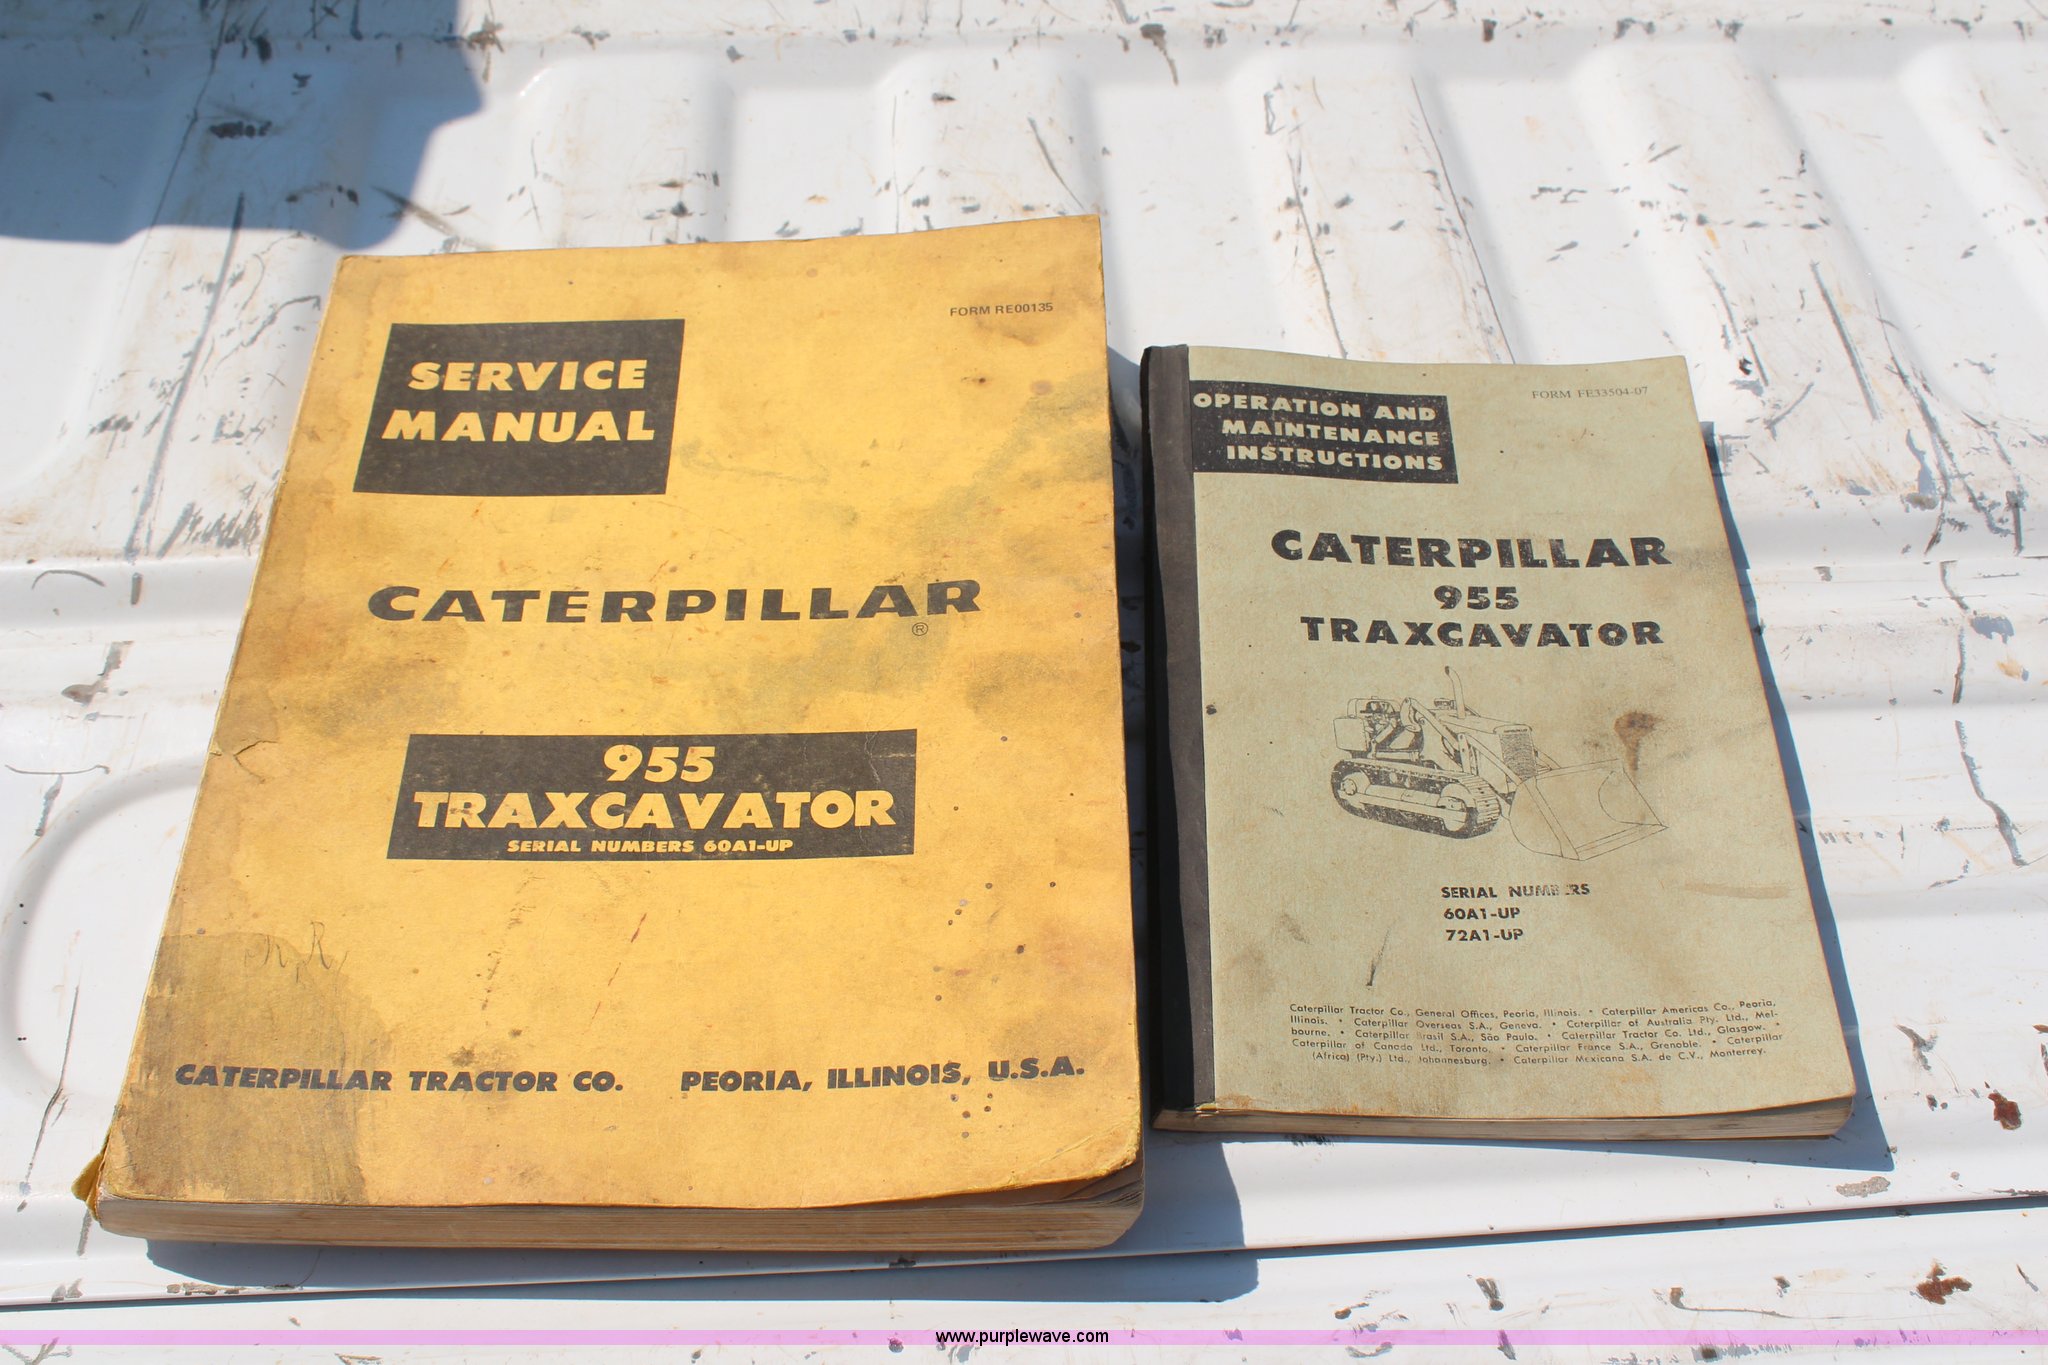 FORM RE00135
SERVICE
MANUAL
CATERPILLAR
®
955
TRAXCAVATOR
SERIAL NUMBERS 60A1-UP
R.R.
CATERPILLAR TRACTOR CO. PEORIA, ILLINOIS, U.S.A.
FORM FE33504-07
OPERATION AND
MAINTENANCE
INSTRUCTIONS
CATERPILLAR
955
TRAXCAVATOR
SERIAL NUMBERS
60A1-UP
72A1-UP
Caterpillar Tractor Co., General Offices, Peoria, Illinois. • Caterpillar Americas Co., Peoria,
Illinois. • Caterpillar Overseas S.A., Geneva. • Caterpillar of Australia Pty. Ltd., Mel-
bourne. • Caterpillar Brasil S.A., São Paulo. • Caterpillar Tractor Co. Ltd., Glasgow. •
Caterpillar of Canada Ltd., Toronto. • Caterpillar France S.A., Grenoble. • Caterpillar
(Africa) (Pty.) Ltd., Johannesburg. • Caterpillar Mexicana S.A. de C.V., Monterrey.
www.purplewave.com